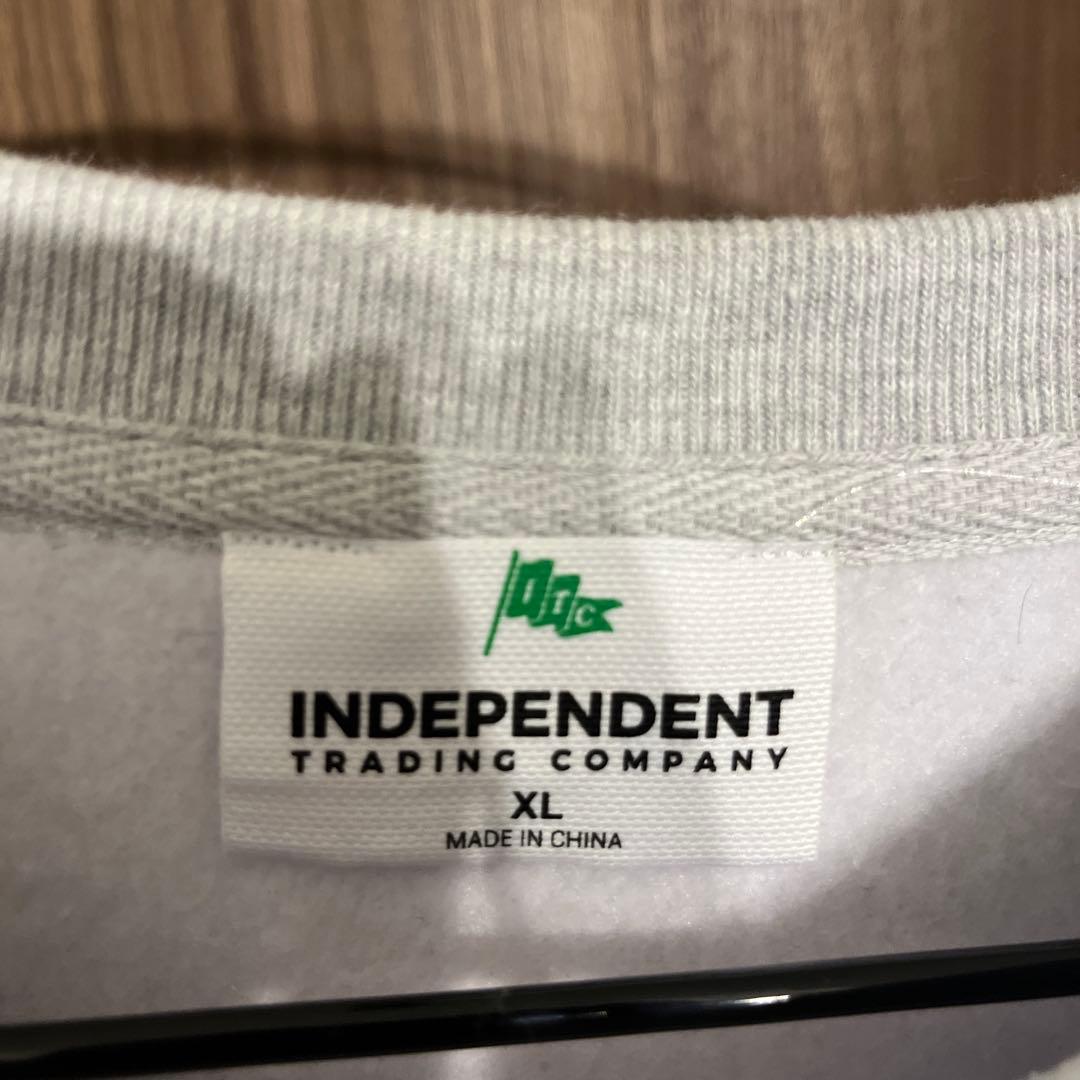 ITC
INDEPENDENT
TRADING COMPANY
XL
MADE IN CHINA